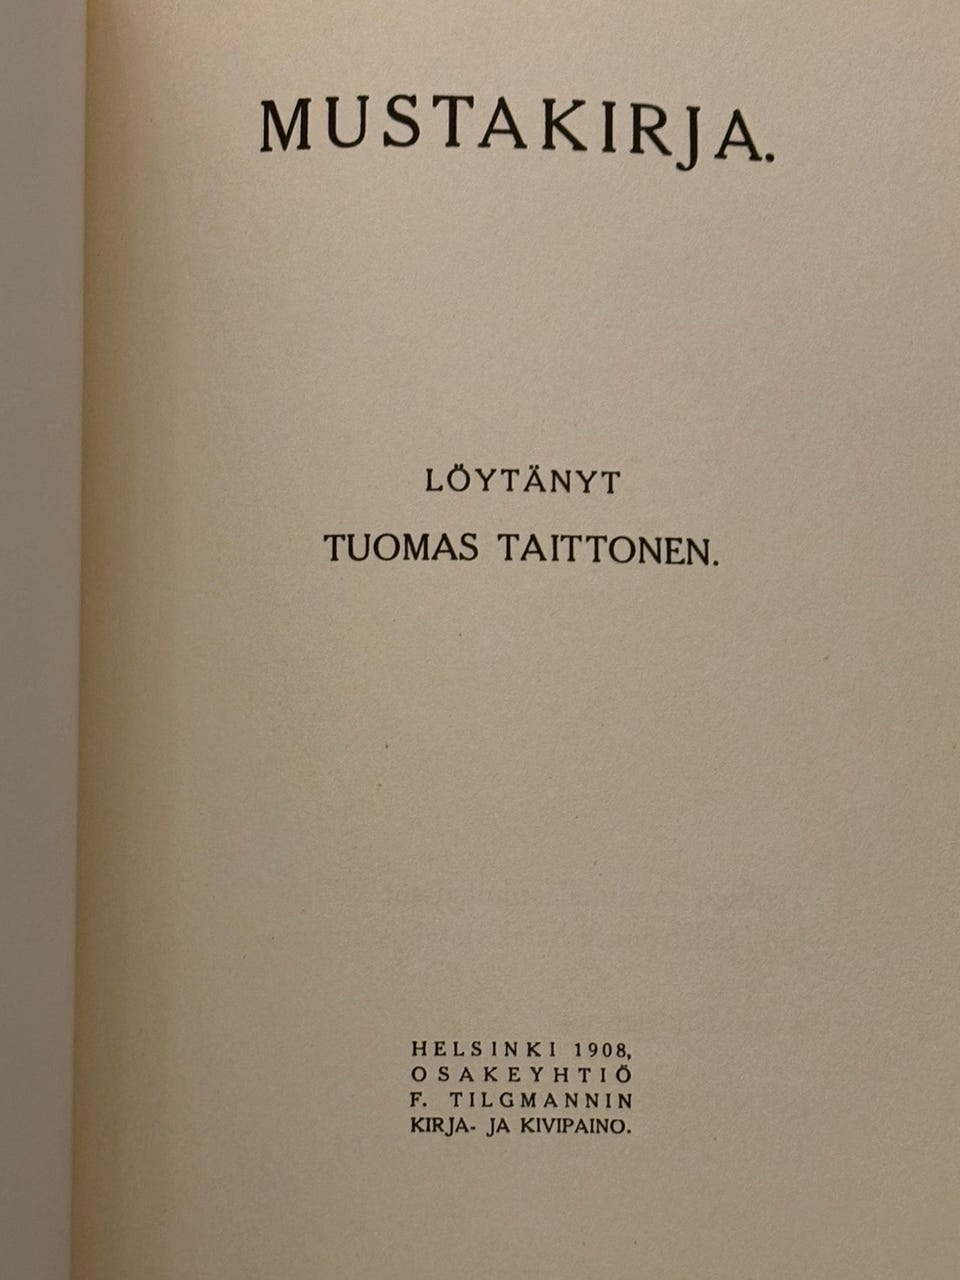 MUSTAKIRJA.
LÖYTÄNYT
TUOMAS TAITTONEN.
HELSINKI 1908,
OSAKEYHTIÖ
F. TILGMANNIN
KIRJA- JA KIVIPAINO.